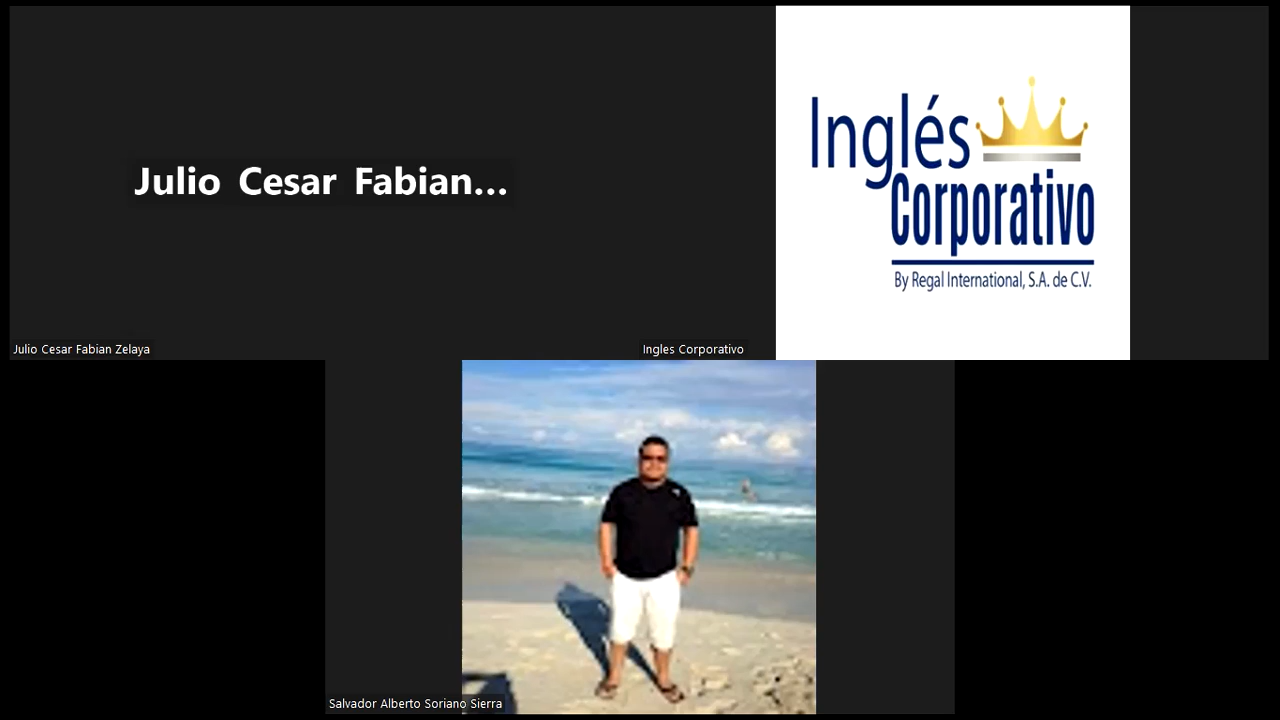 Julio Cesar Fabian...
Julio Cesar Fabian Zelaya
Inglés
Corporativo
By Regal International, S.A. de C.V.
Ingles Corporativo
Salvador Alberto Soriano Sierra